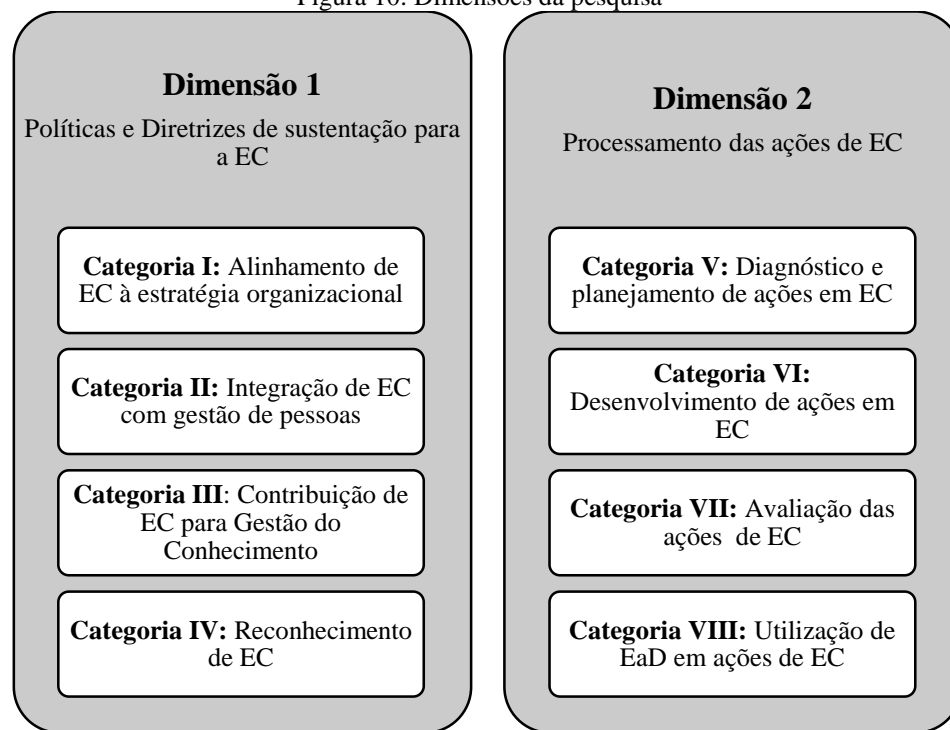 Figura 10: Dimensões da pesquisa
Dimensão 1
Políticas e Diretrizes de sustentação para
a EC
Categoria I: Alinhamento de
EC à estratégia organizacional
Categoria II: Integração de EC
com gestão de pessoas
Categoria III: Contribuição de
EC para Gestão do
Conhecimento
Categoria IV: Reconhecimento
de EC
Dimensão 2
Processamento das ações de EC
Categoria V: Diagnóstico e
planejamento de ações em EC
Categoria VI:
Desenvolvimento de ações em
EC
Categoria VII: Avaliação das
ações de EC
Categoria VIII: Utilização de
EaD em ações de EC